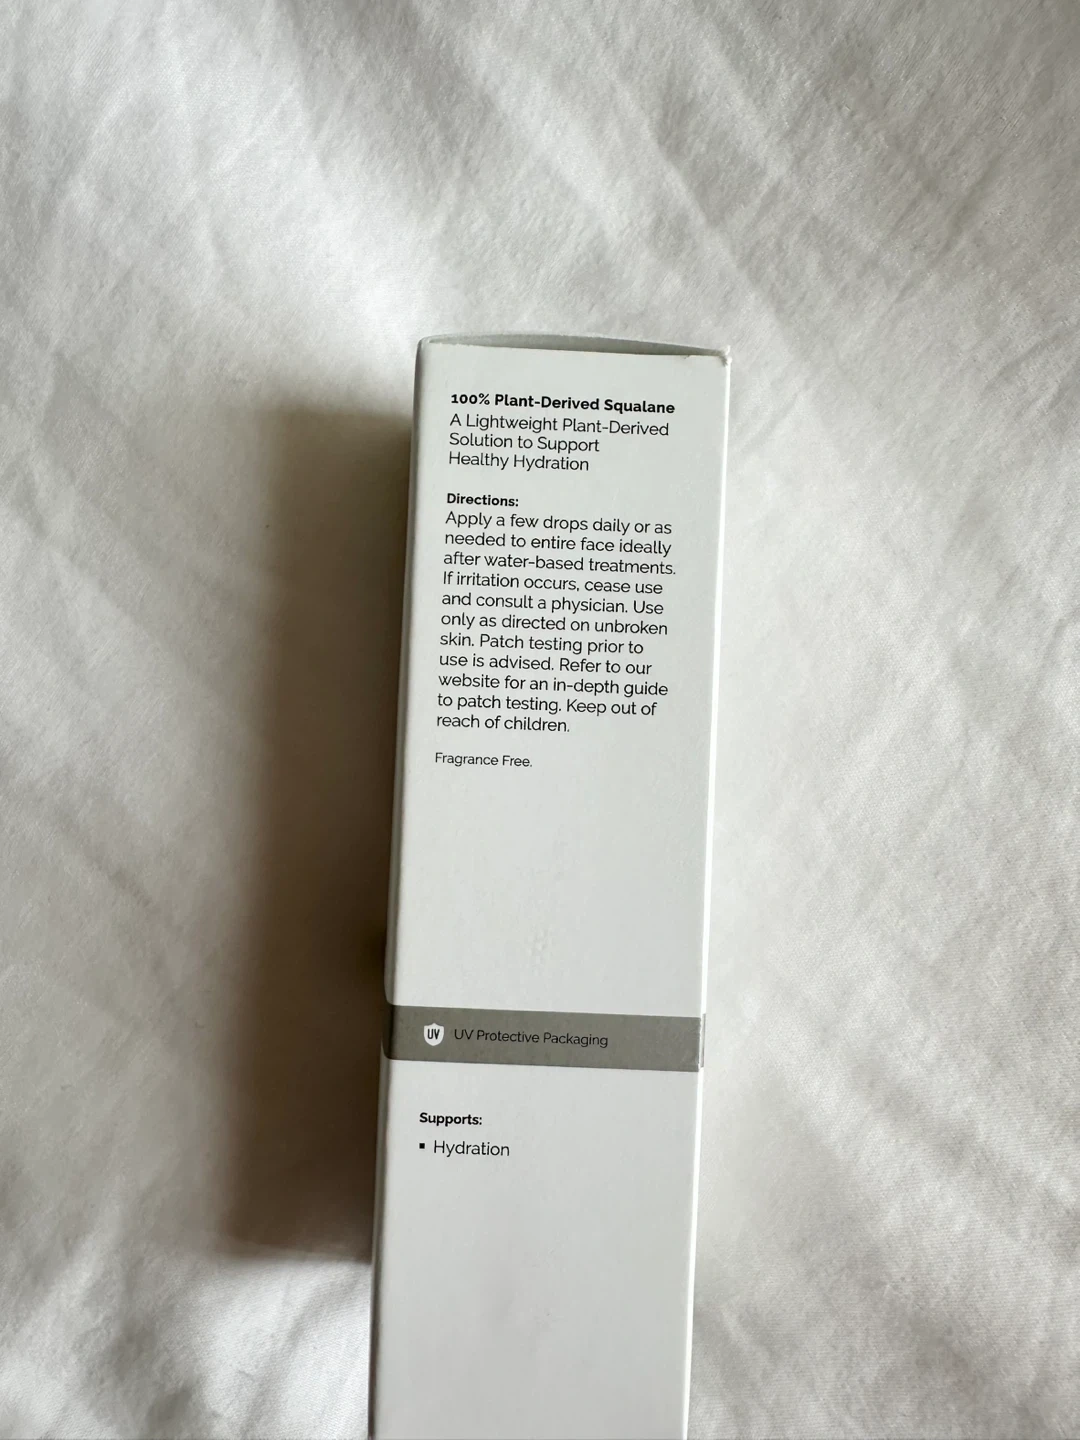 100% Plant-Derived Squalane
A Lightweight Plant-Derived
Solution to Support
Healthy Hydration
Directions:
Apply a few drops daily or as
needed to entire face ideally
after water-based treatments.
If irritation occurs, cease use
and consult a physician. Use
only as directed on unbroken
skin. Patch testing prior to
use is advised. Refer to our
website for an in-depth guide
to patch testing. Keep out of
reach of children.
Fragrance Free.
UV UV Protective Packaging
Supports:
▪ Hydration